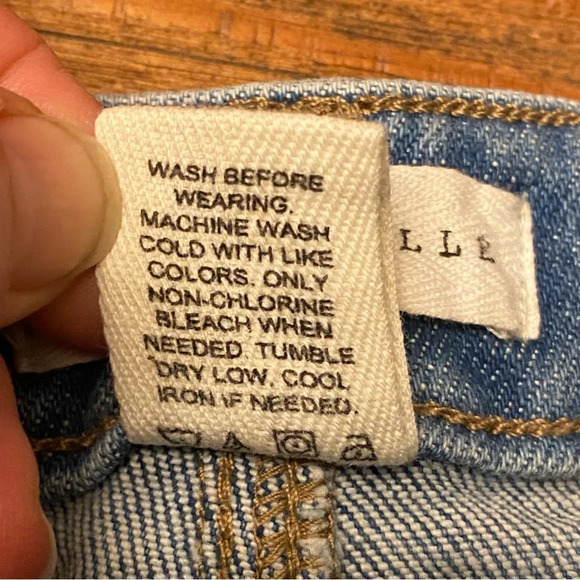 WASH BEFORE
WEARING.
MACHINE WASH
COLD WITH LIKE
COLORS. ONLY
NON-CHLORINE
BLEACH WHEN
NEEDED. TUMBLE
DRY LOW. COOL
IRON IF NEEDED.
LLE